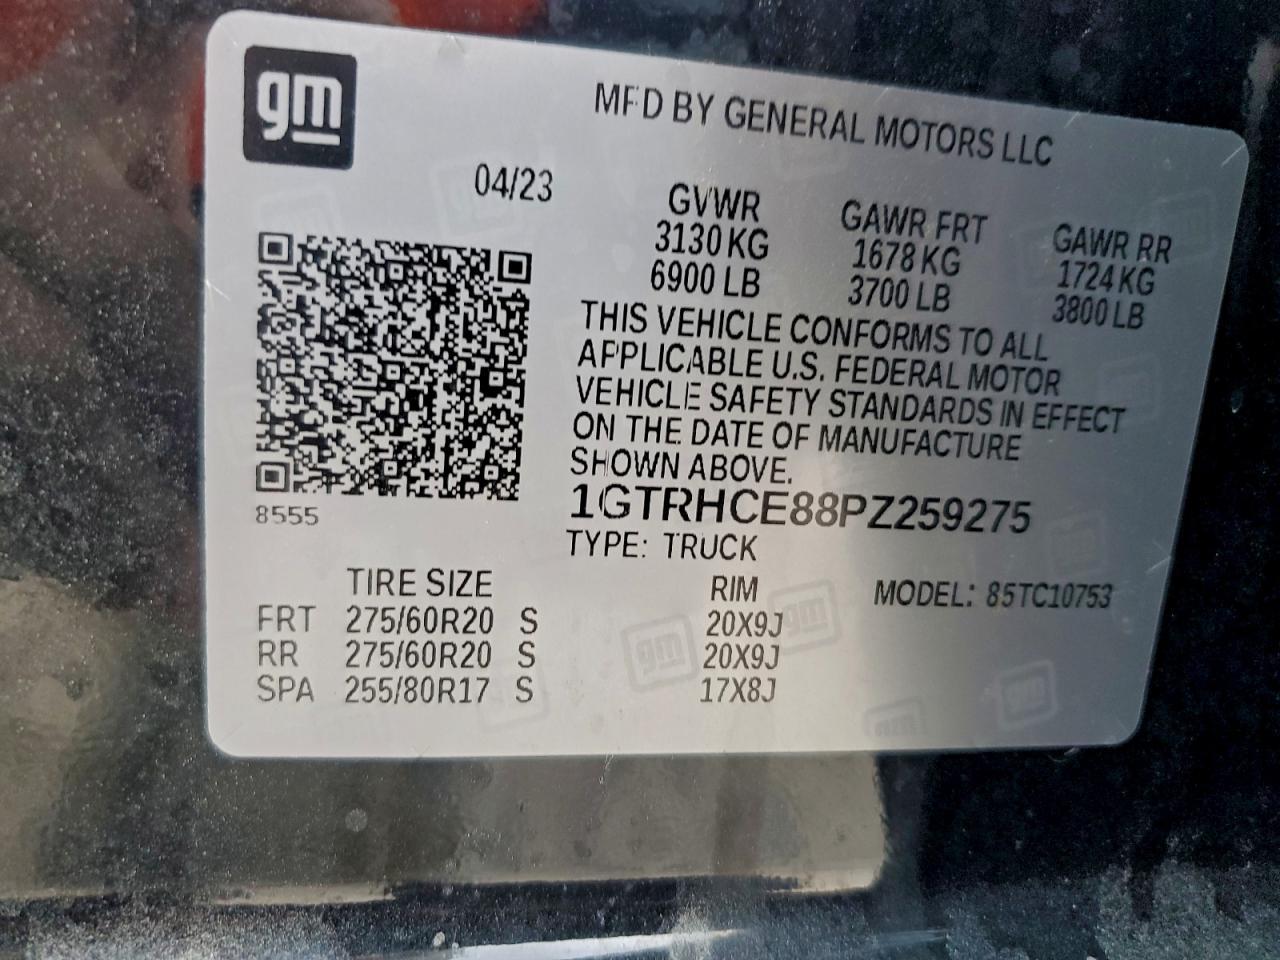 gm
MFD BY GENERAL MOTORS LLC
04/23
GVWR GAWR FRT GAWR RR
3130 KG 1678 KG 1724 KG
6900 LB 3700 LB 3800 LB
THIS VEHICLE CONFORMS TO ALL
APPLICABLE U.S. FEDERAL MOTOR
VEHICLE SAFETY STANDARDS IN EFFECT
ON THE DATE OF MANUFACTURE
SHOWN ABOVE.
8555
1GTRHCE88PZ259275
TYPE: TRUCK
TIRE SIZE RIM MODEL: 85TC10753
FRT 275/60R20 S 20X9J
RR 275/60R20 S 20X9J
SPA 255/80R17 S 17X8J